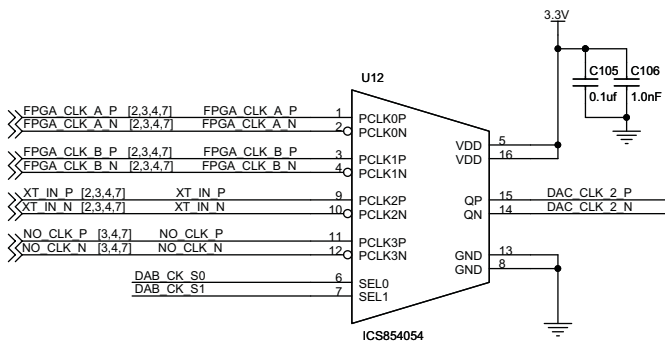 3.3V
U12
C105
C106
0.1uf
1.0nF
FPGA_CLK_A_P [2,3,4,7] FPGA_CLK_A_P 1 PCLK0P
FPGA_CLK_A_N [2,3,4,7] FPGA_CLK_A_N 2 PCLK0N
FPGA_CLK_B_P [2,3,4,7] FPGA_CLK_B_P 3 PCLK1P
FPGA_CLK_B_N [2,3,4,7] FPGA_CLK_B_N 4 PCLK1N
VDD 5
VDD 16
XT_IN_P [2,3,4,7] XT_IN_P 9 PCLK2P
XT_IN_N [2,3,4,7] XT_IN_N 10 PCLK2N
QP 15 DAC_CLK_2_P
QN 14 DAC_CLK_2_N
NO_CLK_P [3,4,7] NO_CLK_P 11 PCLK3P
NO_CLK_N [3,4,7] NO_CLK_N 12 PCLK3N
GND 13
GND 8
DAB_CK_S0 6 SEL0
DAB_CK_S1 7 SEL1
ICS854054